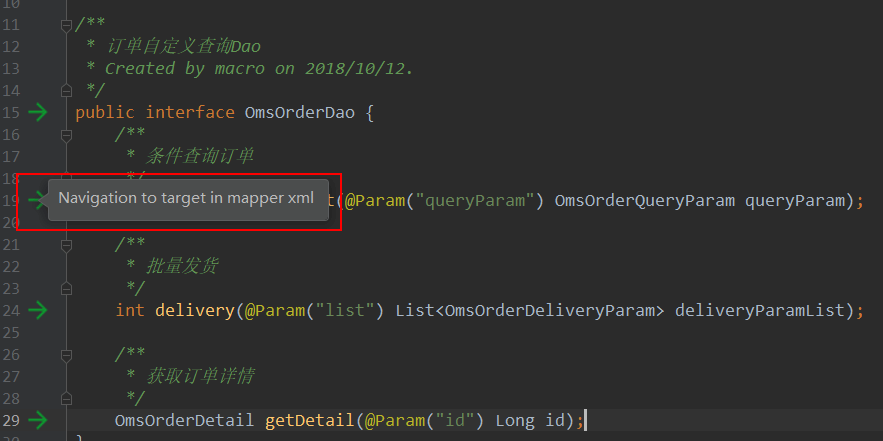 10
11 /**
12 * 订单自定义查询Dao
13 * Created by macro on 2018/10/12.
14 */
15 public interface OmsOrderDao {
16 /**
17 * 条件查询订单
18 */
19 Navigation to target in mapper xml t(@Param("queryParam") OmsOrderQueryParam queryParam);
20
21 /**
22 * 批量发货
23 */
24 int delivery(@Param("list") List<OmsOrderDeliveryParam> deliveryParamList);
25
26 /**
27 * 获取订单详情
28 */
29 OmsOrderDetail getDetail(@Param("id") Long id);
}